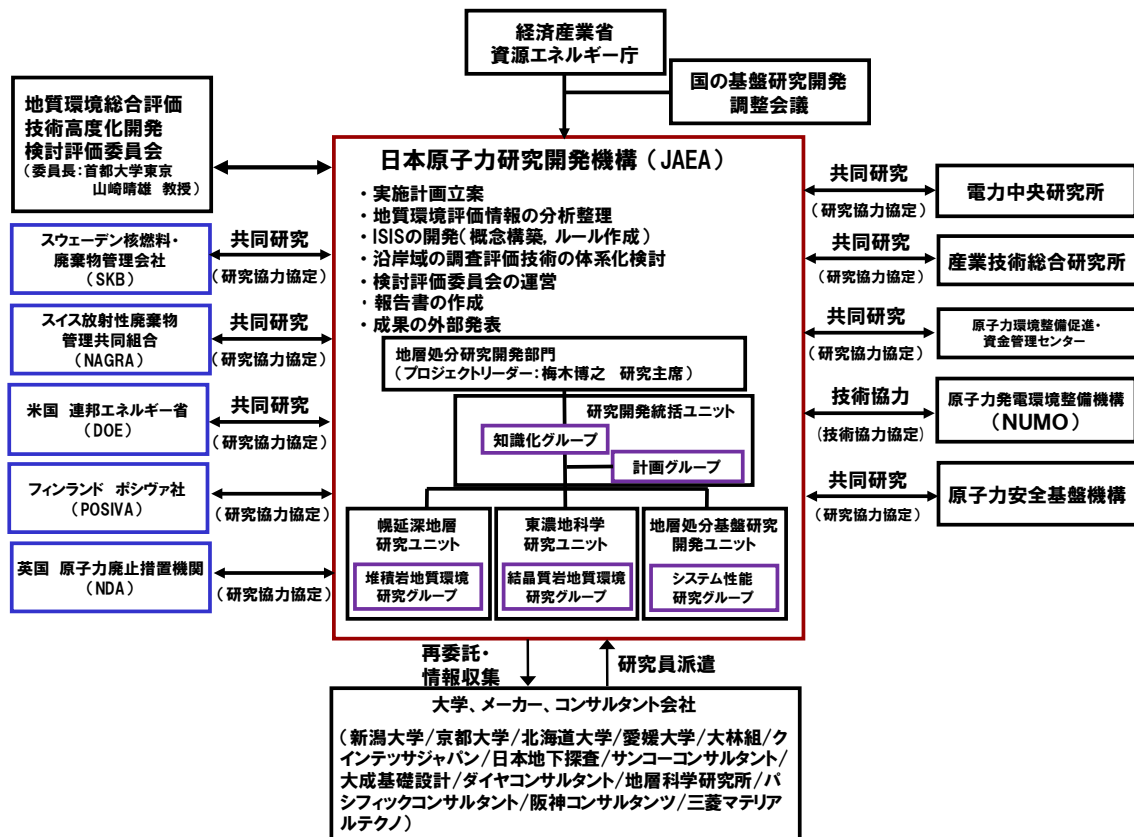 経済産業省
資源エネルギー庁
国の基盤研究開発
調整会議
地質環境総合評価
技術高度化開発
検討評価委員会
(委員長:首都大学東京
山崎晴雄 教授)
スウェーデン核燃料・
廃棄物管理会社
(SKB)
共同研究
(研究協力協定)
スイス放射性廃棄物
管理共同組合
(NAGRA)
共同研究
(研究協力協定)
米国 連邦エネルギー省
(DOE)
共同研究
(研究協力協定)
フィンランド ポシヴァ社
(POSIVA)
(研究協力協定)
英国 原子力廃止措置機関
(NDA)
(研究協力協定)
日本原子力研究開発機構(JAEA)
・実施計画立案
・地質環境評価情報の分析整理
・ISISの開発(概念構築,ルール作成)
・沿岸域の調査評価技術の体系化検討
・検討評価委員会の運営
・報告書の作成
・成果の外部発表
地層処分研究開発部門
(プロジェクトリーダー:梅木博之 研究主席)
研究開発統括ユニット
知識化グループ
計画グループ
幌延深地層
研究ユニット
堆積岩地質環境
研究グループ
東濃地科学
研究ユニット
結晶質岩地質環境
研究グループ
地層処分基盤研究
開発ユニット
システム性能
研究グループ
共同研究
(研究協力協定)
電力中央研究所
共同研究
(研究協力協定)
産業技術総合研究所
共同研究
(研究協力協定)
原子力環境整備促進・
資金管理センター
技術協力
(技術協力協定)
原子力発電環境整備機構
(NUMO)
共同研究
(研究協力協定)
原子力安全基盤機構
再委託・
情報収集
研究員派遣
大学、メーカー、コンサルタント会社
(新潟大学/京都大学/北海道大学/愛媛大学/大林組/ク
インテッサジャパン/日本地下探査/サンコーコンサルタント/
大成基礎設計/ダイヤコンサルタント/地層科学研究所/パ
シフィックコンサルタント/阪神コンサルタンツ/三菱マテリア
ルテクノ)